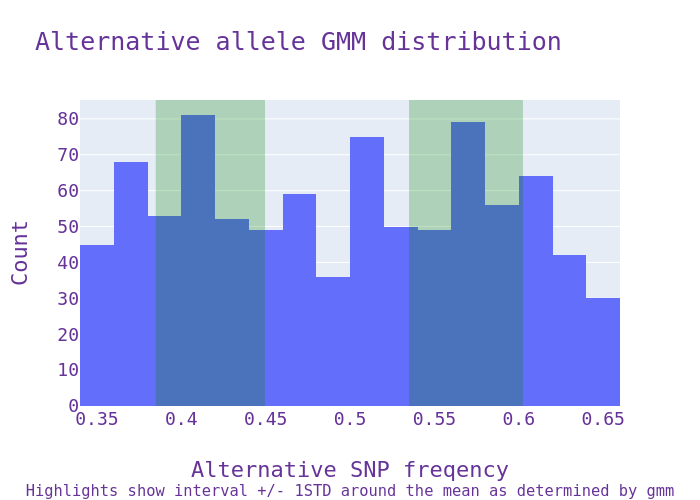 Alternative allele GMM distribution
80
70
60
50
40
30
20
10
0
Count
0.35 0.4 0.45 0.5 0.55 0.6 0.65
Alternative SNP freqency
Highlights show interval +/- 1STD around the mean as determined by gmm